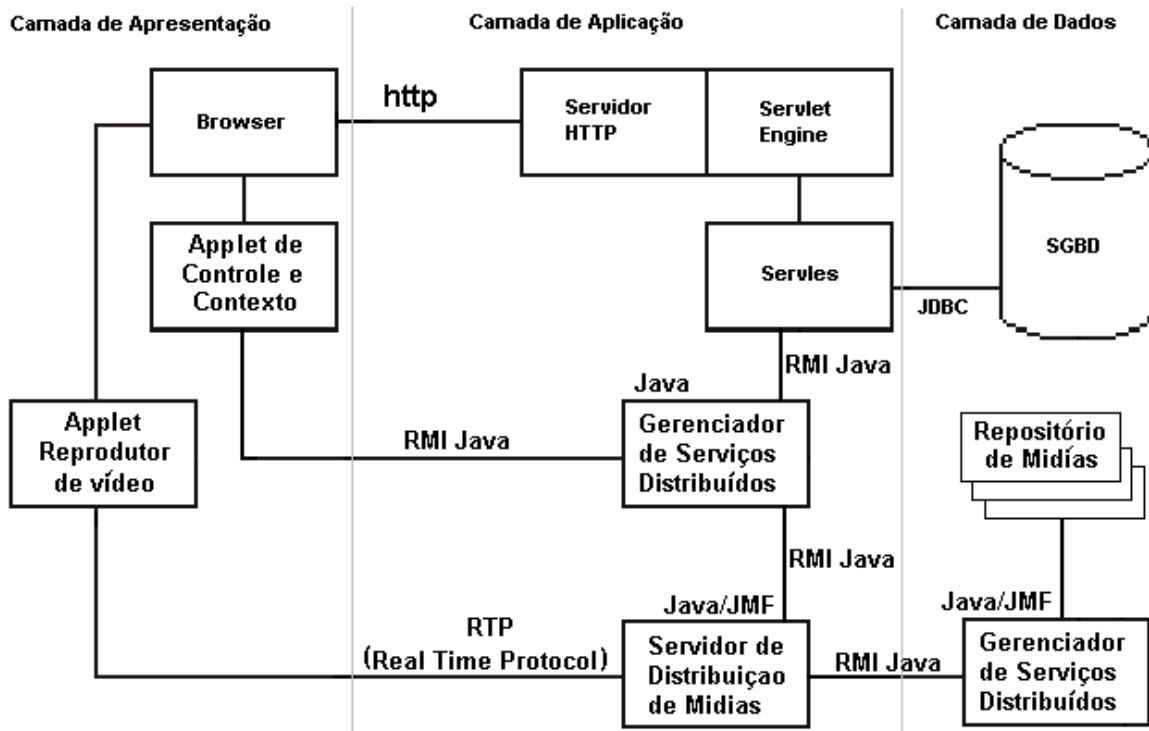 Camada de Apresentação
Camada de Aplicação
Camada de Dados
Browser
http
Servidor
HTTP
Servlet
Engine
SGBD
Applet de
Controle e
Contexto
Servles
JDBC
RMI Java
Java
Applet
Reprodutor
de vídeo
RMI Java
Gerenciador
de Serviços
Distribuídos
Repositório
de Midías
RMI Java
Java/JMF
Java/JMF
RTP
(Real Time Protocol)
Servidor de
Distribuiçao
de Midias
RMI Java
Gerenciador
de Serviços
Distribuídos